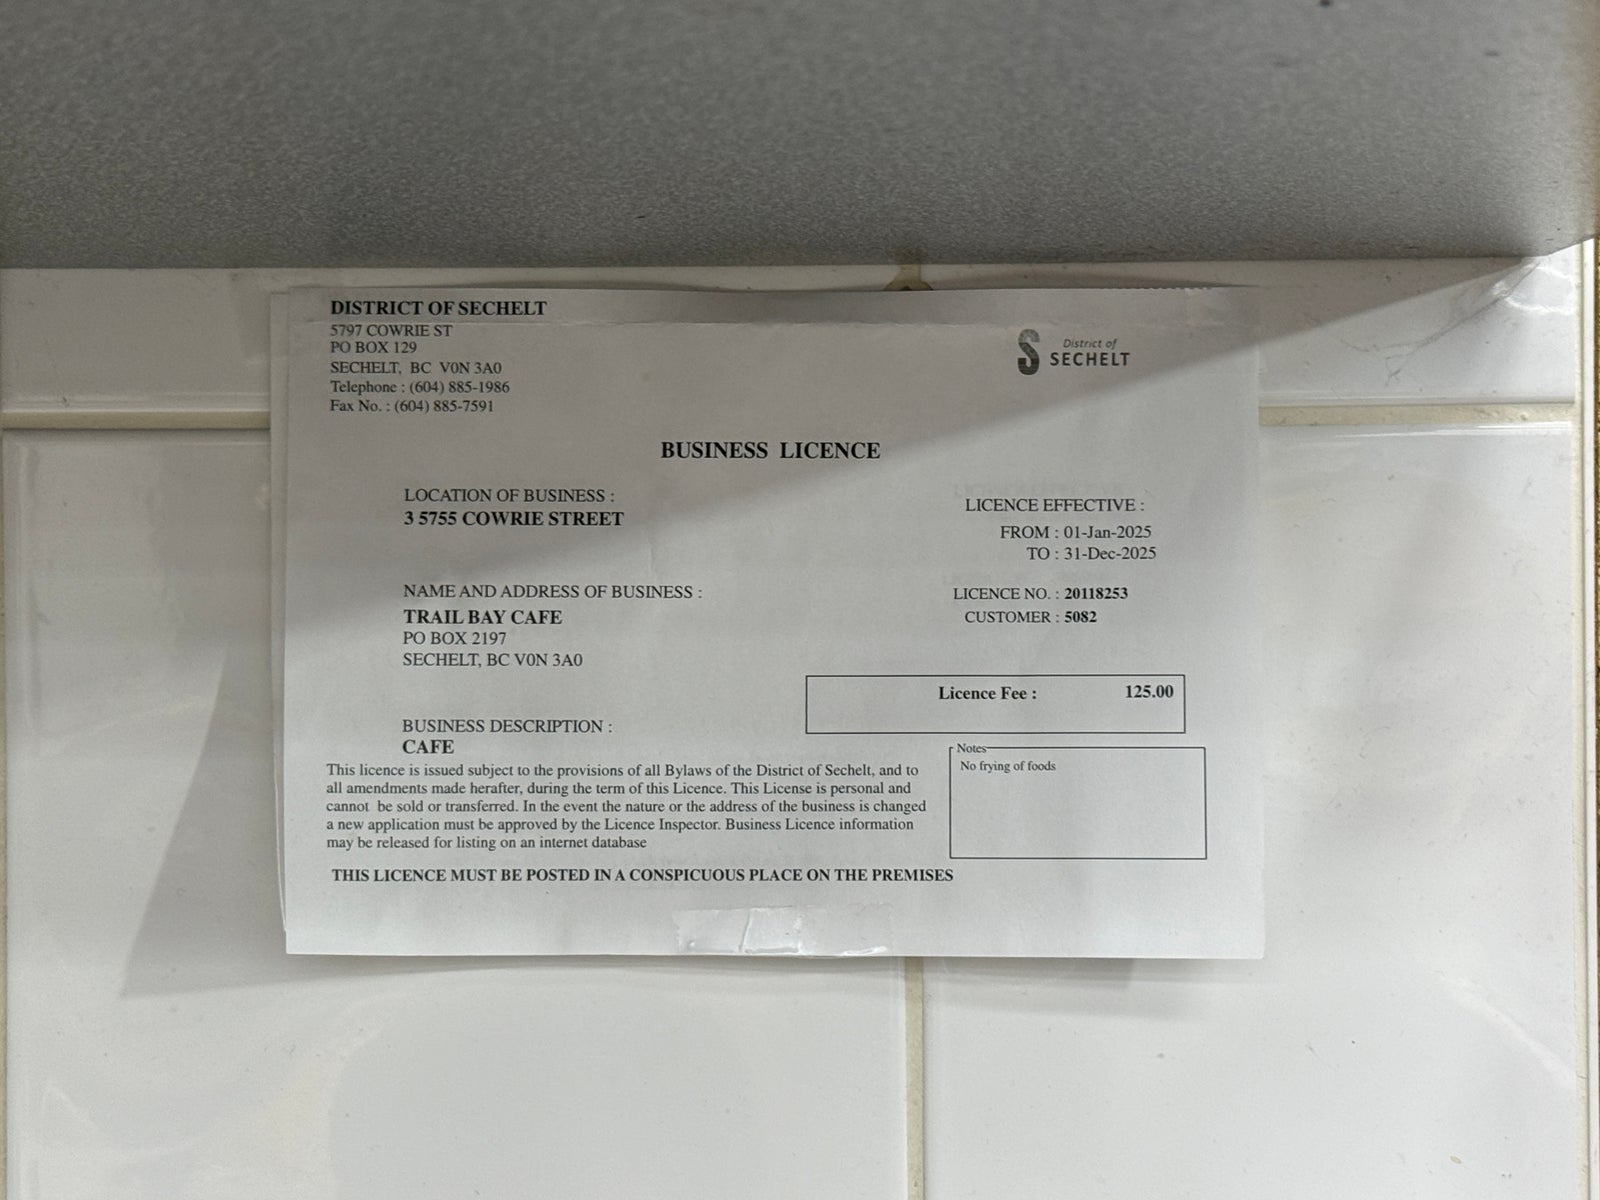 DISTRICT OF SECHELT
5797 COWRIE ST
PO BOX 129
SECHELT, BC V0N 3A0
Telephone : (604) 885-1986
Fax No. : (604) 885-7591
District of
SECHELT
BUSINESS LICENCE
LOCATION OF BUSINESS :
3 5755 COWRIE STREET
LICENCE EFFECTIVE :
FROM : 01-Jan-2025
TO : 31-Dec-2025
NAME AND ADDRESS OF BUSINESS :
TRAIL BAY CAFE
PO BOX 2197
SECHELT, BC V0N 3A0
LICENCE NO. : 20118253
CUSTOMER : 5082
Licence Fee : 125.00
BUSINESS DESCRIPTION :
CAFE
This licence is issued subject to the provisions of all Bylaws of the District of Sechelt, and to
all amendments made herafter, during the term of this Licence. This License is personal and
cannot be sold or transferred. In the event the nature or the address of the business is changed
a new application must be approved by the Licence Inspector. Business Licence information
may be released for listing on an internet database
Notes
No frying of foods
THIS LICENCE MUST BE POSTED IN A CONSPICUOUS PLACE ON THE PREMISES